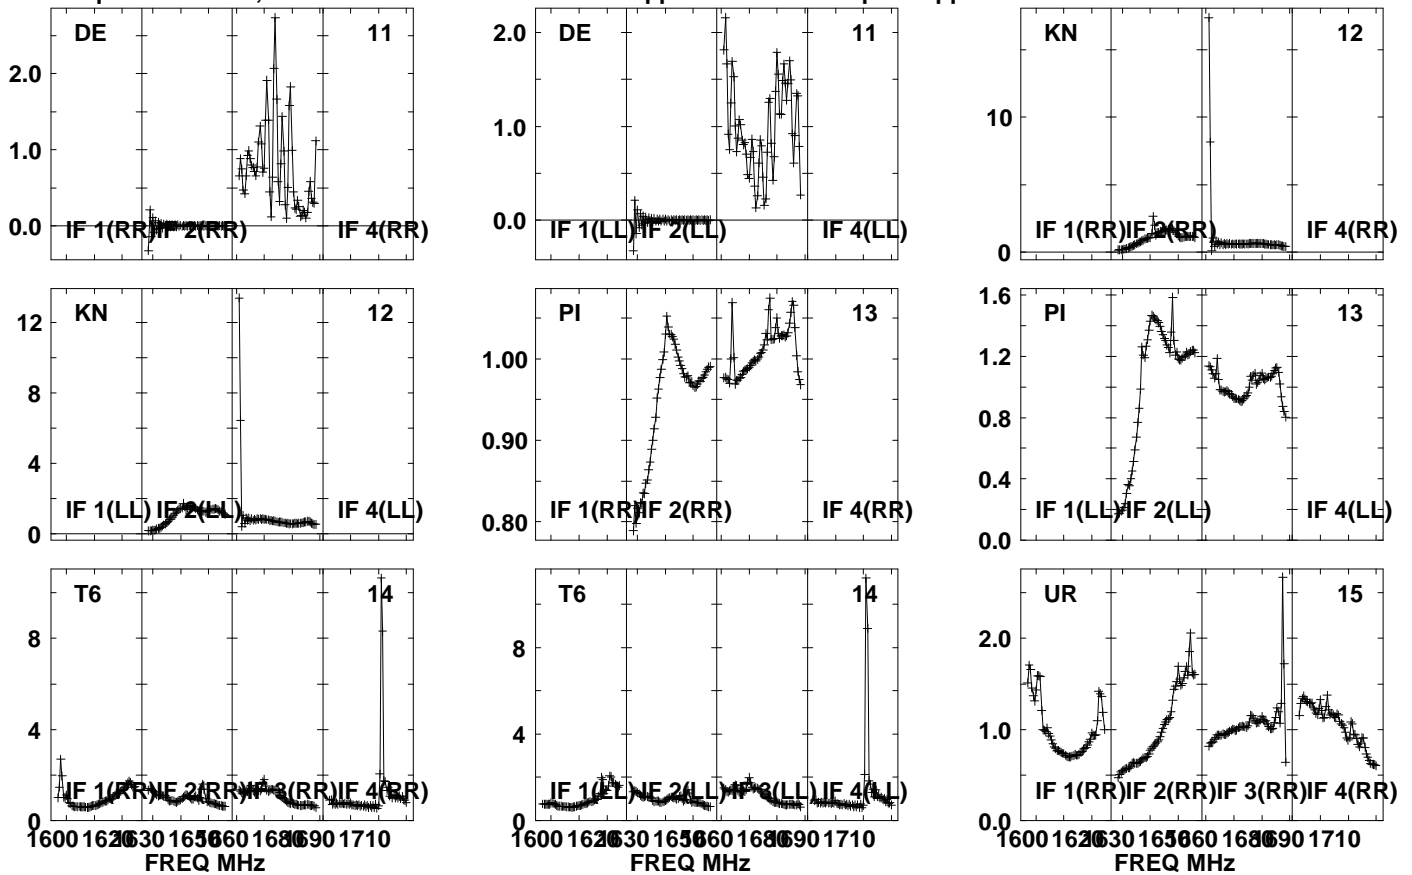 DE 11
2.0
1.0
0.0
IF 1(RR) IF 2(RR) IF 4(RR)
DE 11
2.0
1.0
0.0
IF 1(LL) IF 2(LL) IF 4(LL)
KN 12
10
0
IF 1(RR) IF 2(RR) IF 4(RR)
KN 12
12
8
4
0
IF 1(LL) IF 2(LL) IF 4(LL)
PI 13
1.00
0.90
0.80
IF 1(RR) IF 2(RR) IF 4(RR)
PI 13
1.6
1.2
0.8
0.4
0.0
IF 1(LL) IF 2(LL) IF 4(LL)
T6 14
8
4
0
IF 1(RR) IF 2(RR) IF 3(RR) IF 4(RR)
1600 1620 1630 1650 1660 1680 1690 1710
FREQ MHz
T6 14
8
4
0
IF 1(LL) IF 2(LL) IF 3(LL) IF 4(LL)
1600 1620 1630 1650 1660 1680 1690 1710
UR 15
2.0
1.0
0.0
IF 1(RR) IF 2(RR) IF 3(RR) IF 4(RR)
1600 1620 1630 1650 1660 1680 1690 1710
FREQ MHz